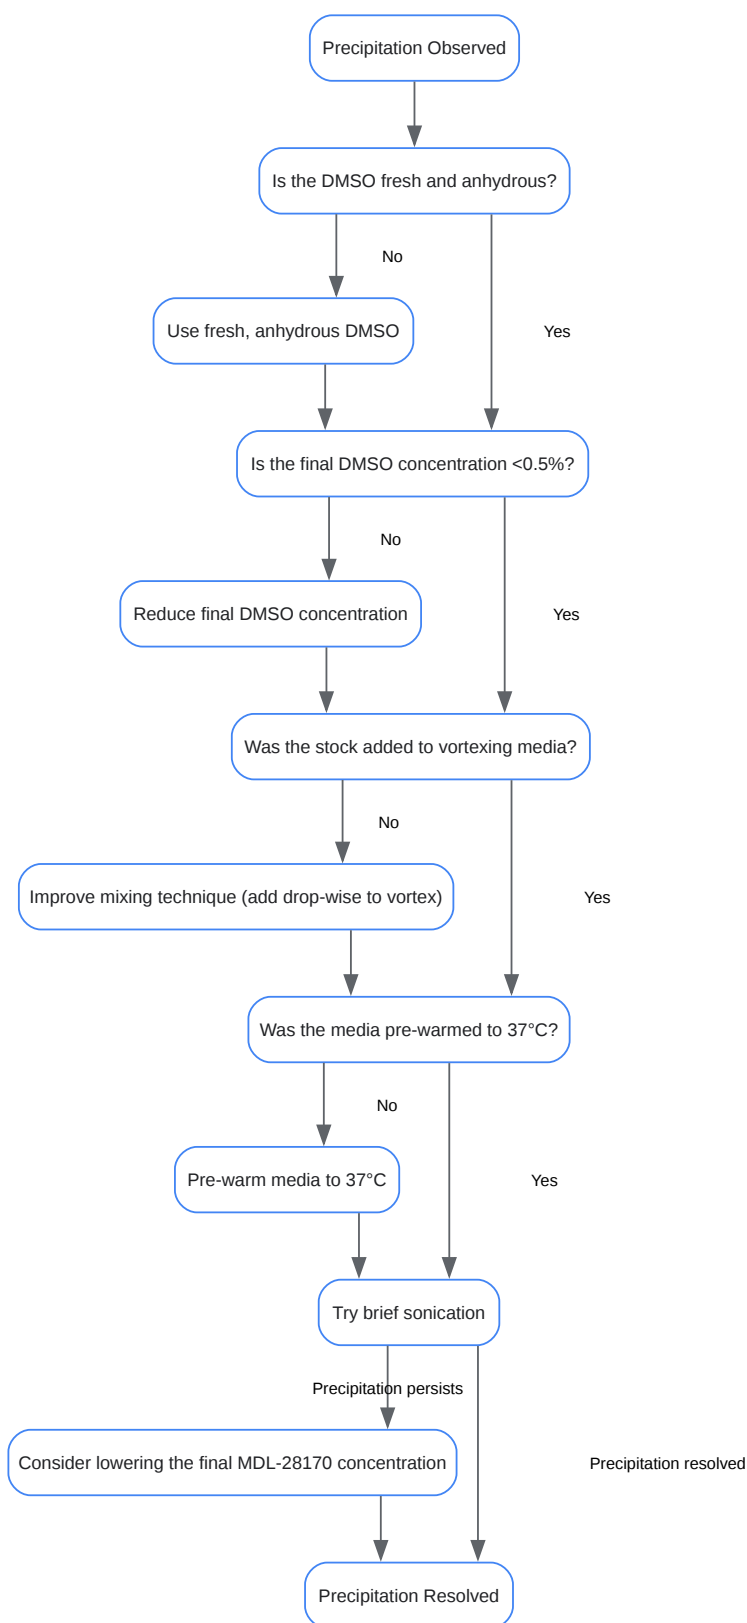 Precipitation Observed
Is the DMSO fresh and anhydrous?
No
Use fresh, anhydrous DMSO
Yes
Is the final DMSO concentration <0.5%?
No
Reduce final DMSO concentration
Yes
Was the stock added to vortexing media?
No
Improve mixing technique (add drop-wise to vortex)
Yes
Was the media pre-warmed to 37°C?
No
Pre-warm media to 37°C
Yes
Try brief sonication
Precipitation persists
Consider lowering the final MDL-28170 concentration
Precipitation resolved
Precipitation Resolved